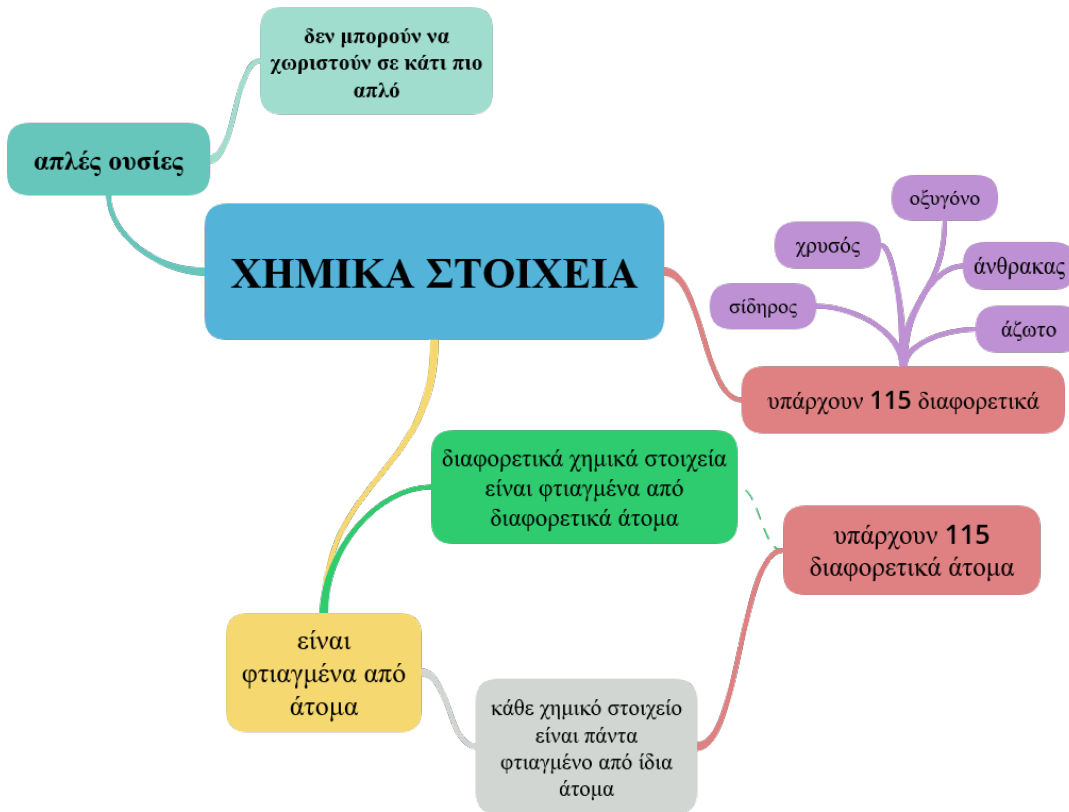 δεν μπορούν να
χωριστούν σε κάτι πιο
απλό
απλές ουσίες
ΧΗΜΙΚΑ ΣΤΟΙΧΕΙΑ
οξυγόνο
χρυσός
άνθρακας
σίδηρος
άζωτο
υπάρχουν 115 διαφορετικά
διαφορετικά χημικά στοιχεία
είναι φτιαγμένα από
διαφορετικά άτομα
υπάρχουν 115
διαφορετικά άτομα
είναι
φτιαγμένα από
άτομα
κάθε χημικό στοιχείο
είναι πάντα
φτιαγμένο από ίδια
άτομα